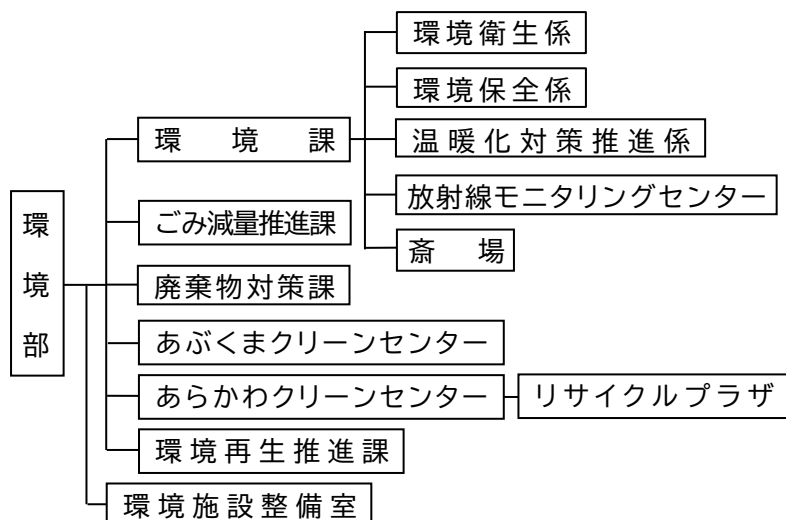 環境部
環境課
環境衛生係
環境保全係
温暖化対策推進係
放射線モニタリングセンター
斎場
ごみ減量推進課
廃棄物対策課
あぶくまクリーンセンター
あらかわクリーンセンター
リサイクルプラザ
環境再生推進課
環境施設整備室